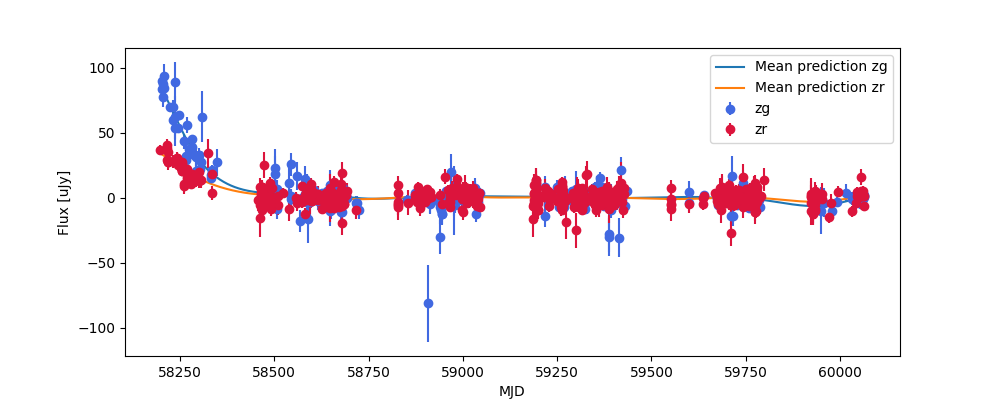 Mean prediction zg
Mean prediction zr
zg
zr
Flux [uJy]
100
50
0
−50
−100
58250
58500
58750
59000
59250
59500
59750
60000
MJD